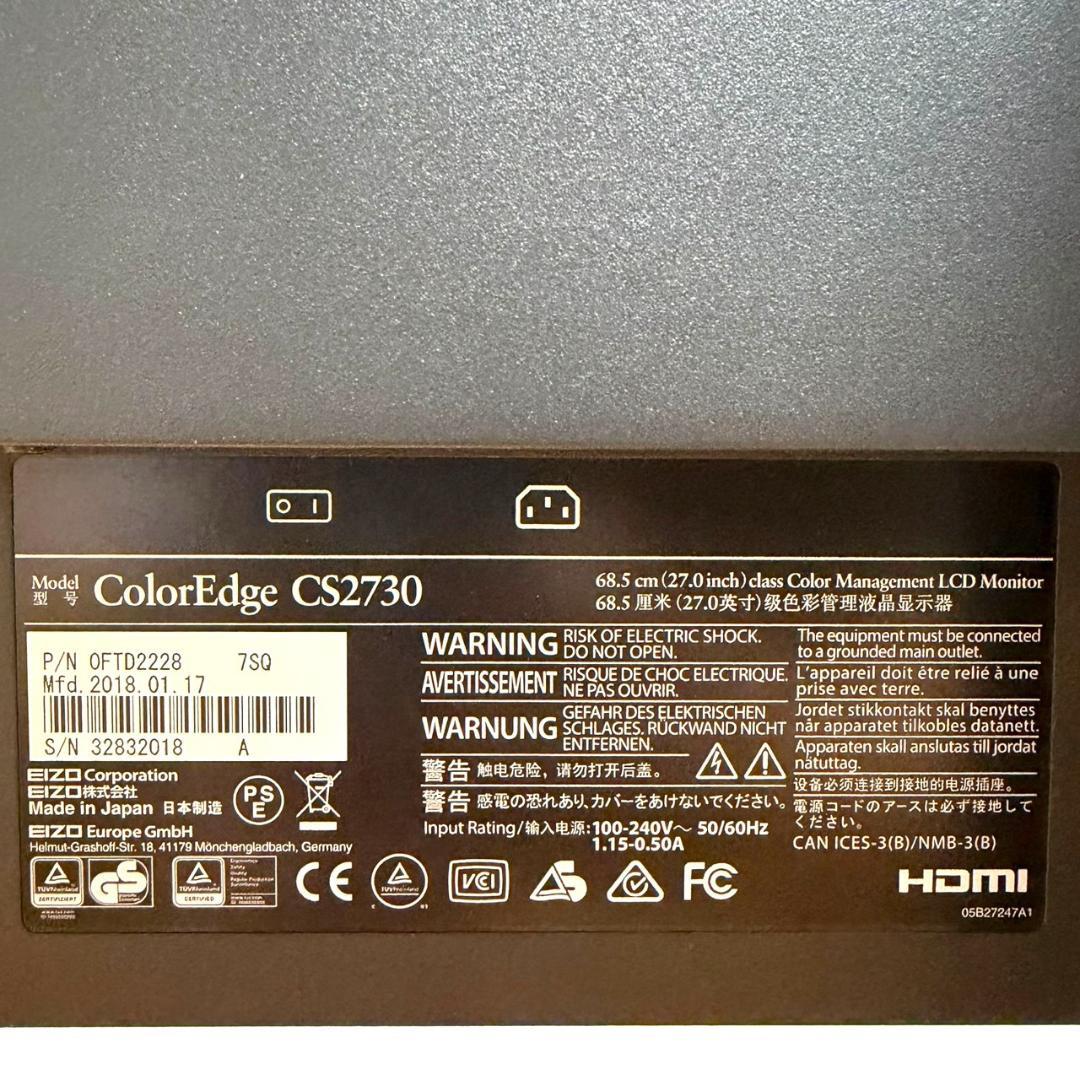 Model
型 号
ColorEdge CS2730
68.5 cm (27.0 inch) class Color Management LCD Monitor
68.5 厘米 (27.0英寸) 级色彩管理液晶显示器
P/N 0FTD2228 7SQ
Mfd. 2018.01.17
S/N 32832018 A
EIZO Corporation
EIZO株式会社
Made in Japan 日本制造
PS
E
EIZO Europe GmbH
Helmut-Grashoff-Str. 18, 41179 Mönchengladbach, Germany
WARNING RISK OF ELECTRIC SHOCK.
DO NOT OPEN.
AVERTISSEMENT RISQUE DE CHOC ELECTRIQUE.
NE PAS OUVRIR.
WARNUNG GEFAHR DES ELEKTRISCHEN
SCHLAGES. RÜCKWAND NICHT
ENTFERNEN.
警告 触电危险，请勿打开后盖。
警告 感電の恐れあり、カバーをあけないでください。
Input Rating/输入电源: 100-240V～ 50/60Hz
1.15-0.50A
The equipment must be connected
to a grounded main outlet.
L'appareil doit être relié à une
prise avec terre.
Jordet stikkontakt skal benyttes
når apparatet tilkobles datanett.
Apparaten skall anslutas till jordat
nätuttag.
设备必须连接到接地的电源插座。
電源コードのアースは必ず接地して
ください。
CAN ICES-3(B)/NMB-3(B)
TÜVRheinland
CERTIFIED
GS
TÜVRheinland
CERTIFIED
CE
VCI
FC
HDMI
05B27247A1